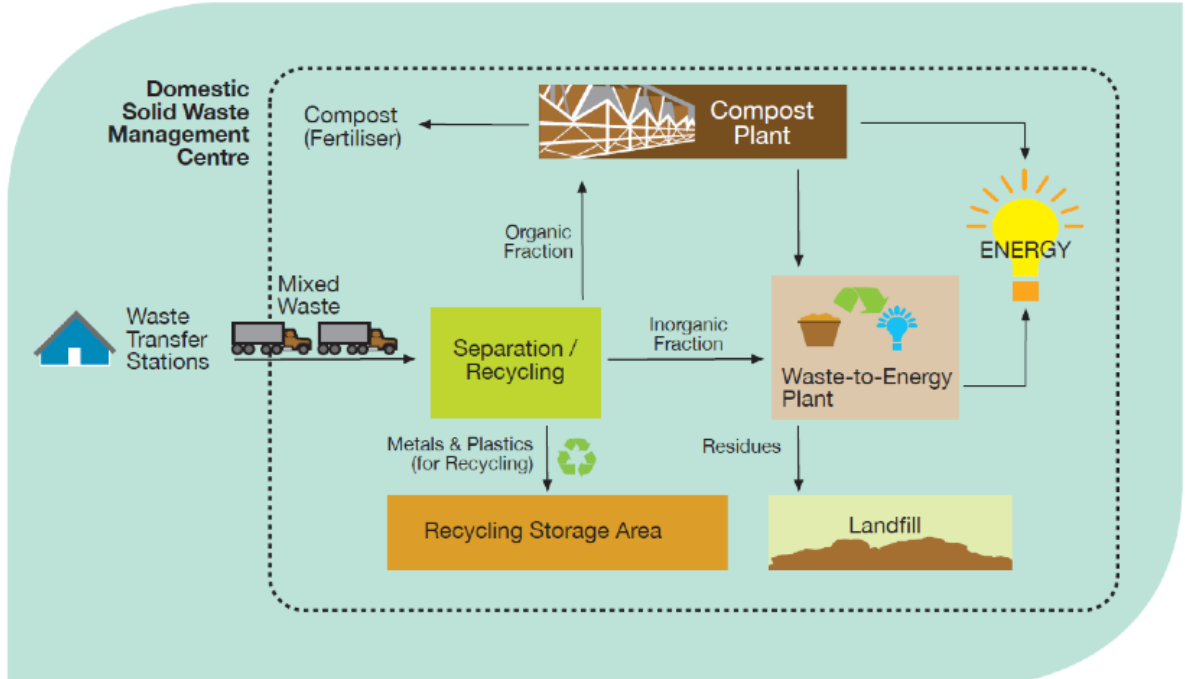 Domestic
Solid Waste
Management
Centre
Compost
(Fertiliser)
Compost
Plant
Organic
Fraction
ENERGY
Mixed
Waste
Waste
Transfer
Stations
Separation /
Recycling
Inorganic
Fraction
Waste-to-Energy
Plant
Metals & Plastics
(for Recycling)
Residues
Recycling Storage Area
Landfill